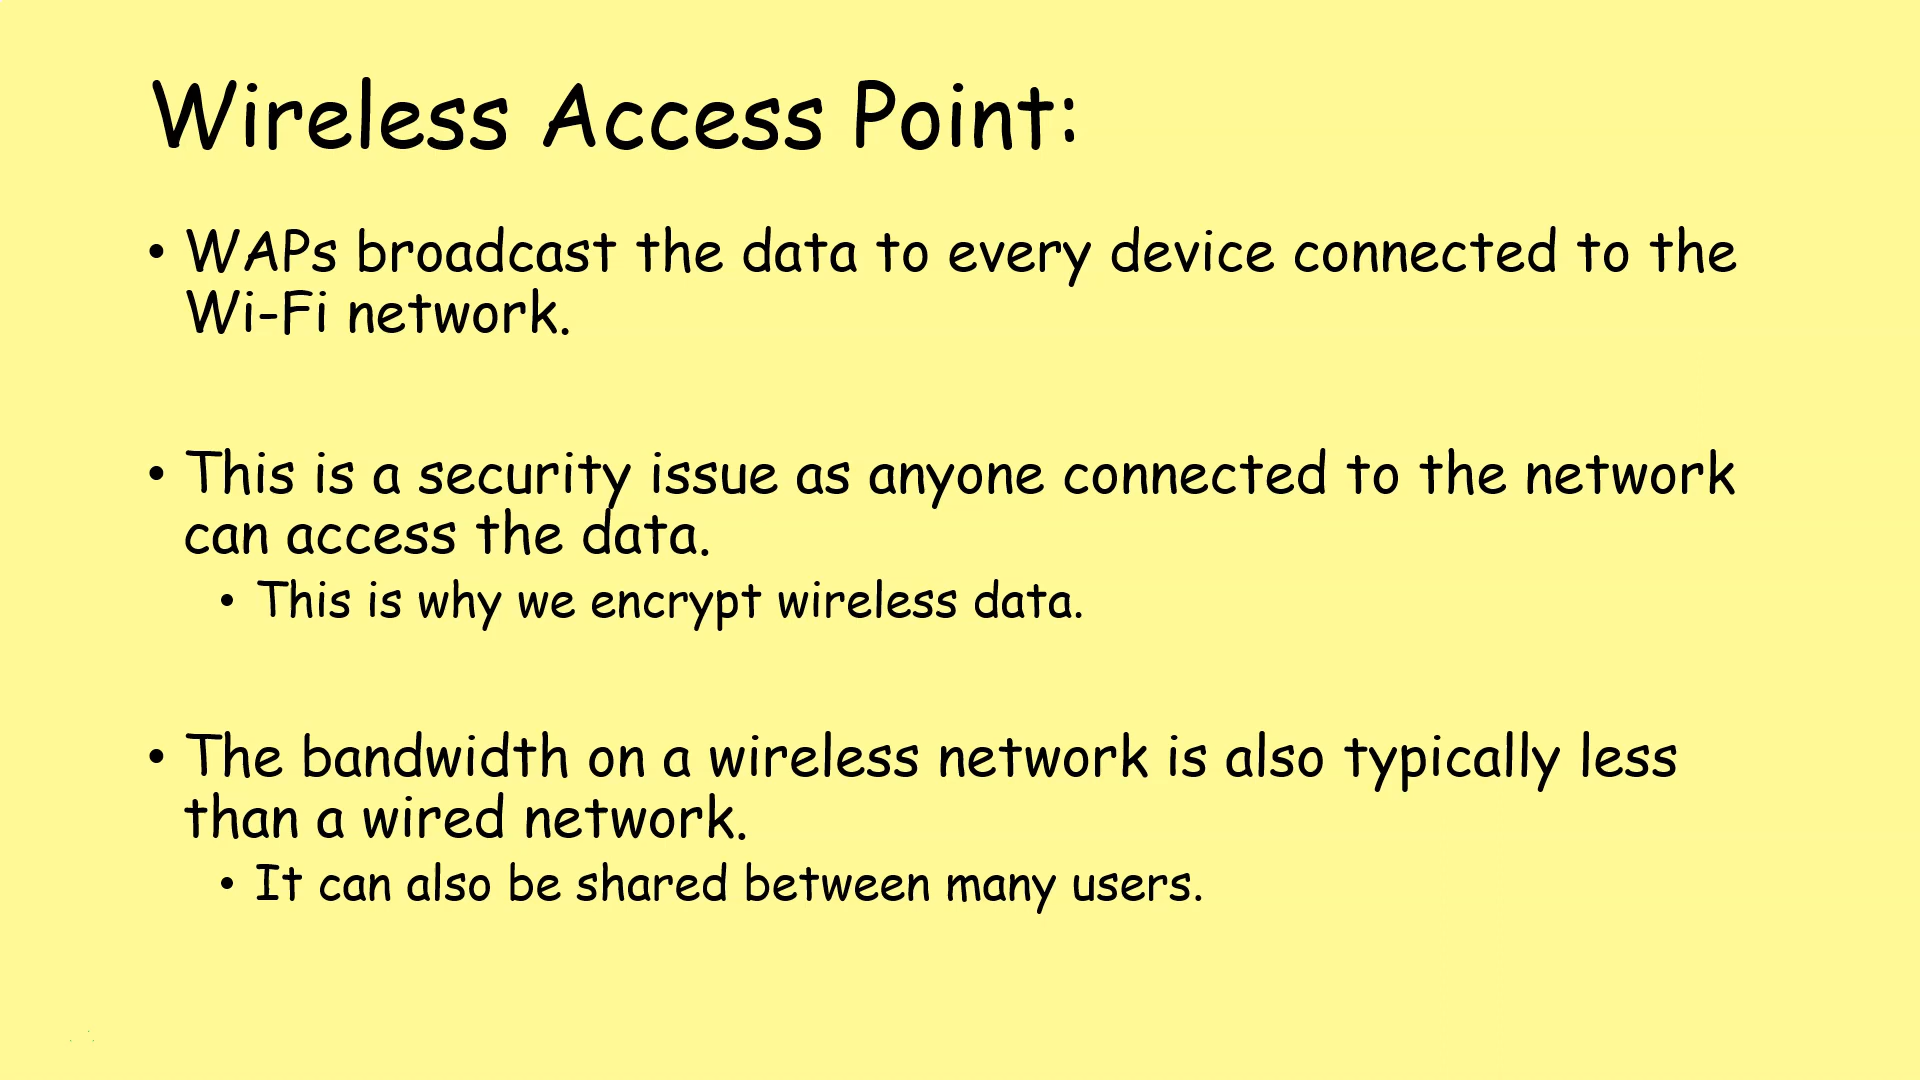 Wireless Access Point:
• WAPs broadcast the data to every device connected to the
Wi-Fi network.
• This is a security issue as anyone connected to the network
can access the data.
• This is why we encrypt wireless data.
• The bandwidth on a wireless network is also typically less
than a wired network.
• It can also be shared between many users.